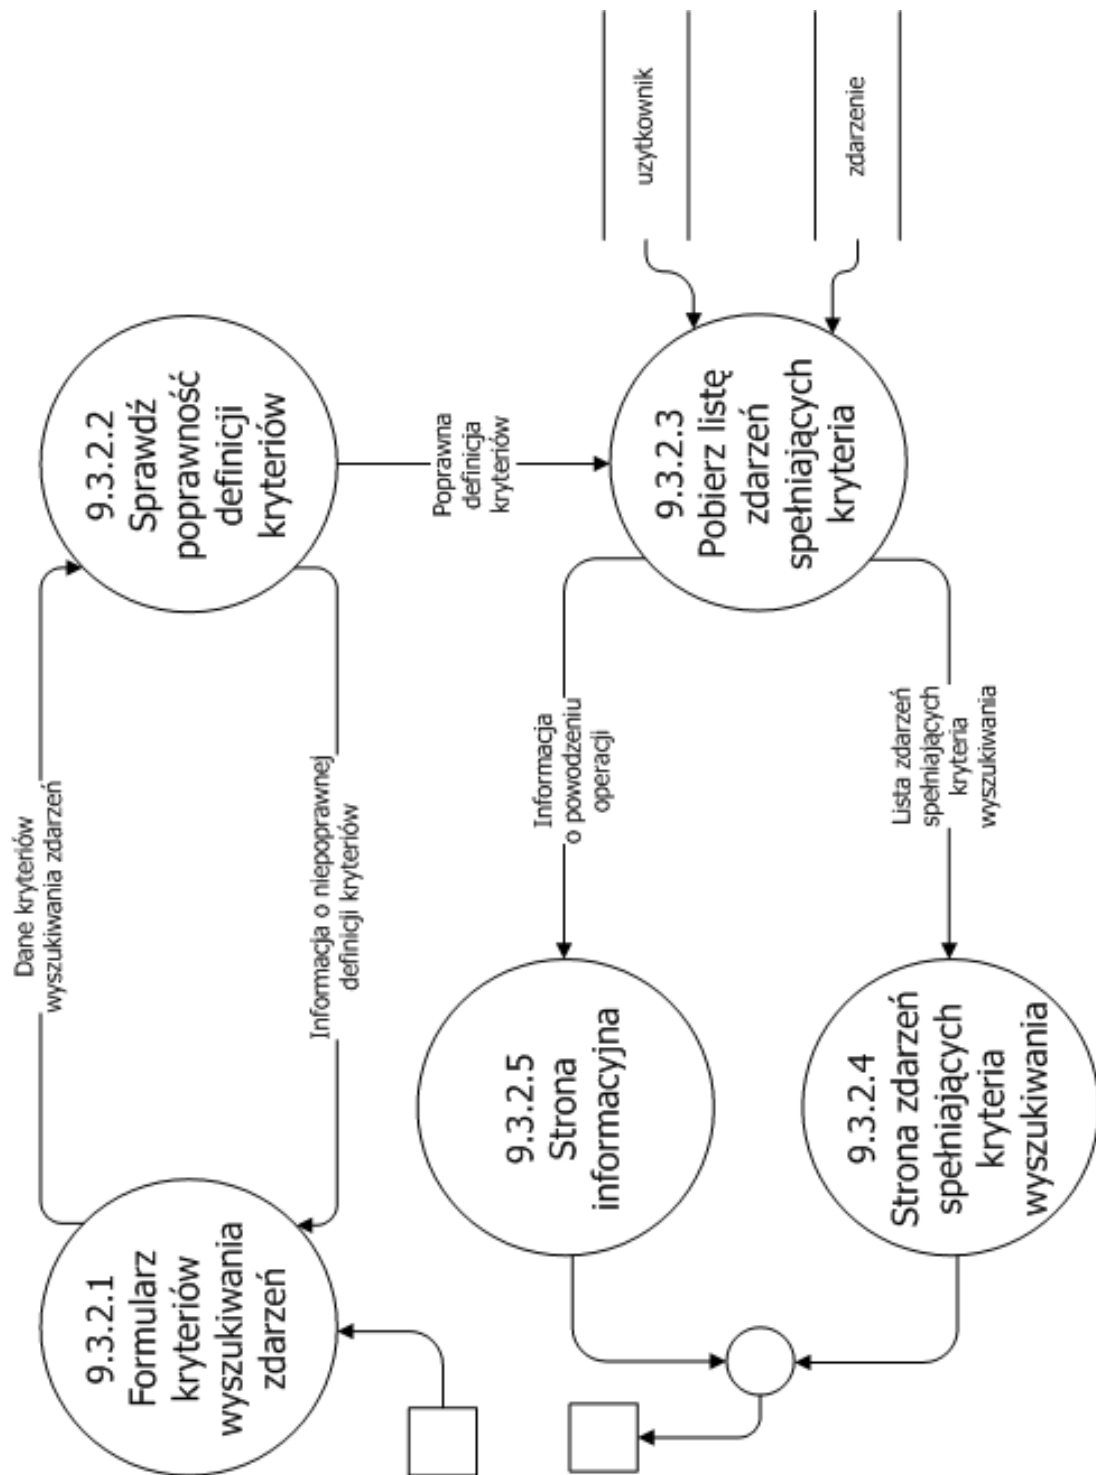 9.3.2.1
Formularz
kryteriów
wyszukiwania
zdarzeń
Dane kryteriów
wyszukiwania zdarzeń
Informacja o niepoprawnej
definicji kryteriów
9.3.2.2
Sprawdź
poprawność
definicji
kryteriów
Poprawna
definicja
kryteriów
9.3.2.3
Pobierz listę
zdarzeń
spełniających
kryteria
uzytkownik
zdarzenie
Informacja
o powodzeniu
operacji
Lista zdarzeń
spełniających
kryteria
wyszukiwania
9.3.2.5
Strona
informacyjna
9.3.2.4
Strona zdarzeń
spełniających
kryteria
wyszukiwania